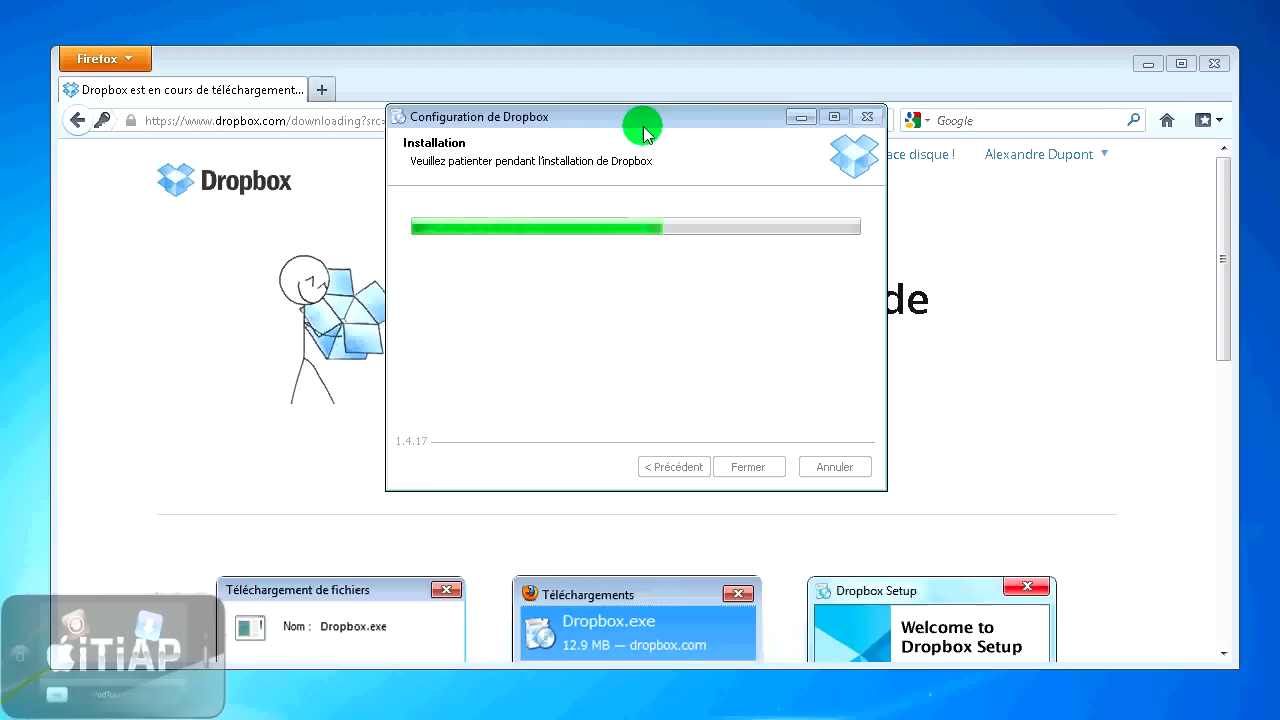 Firefox
Dropbox est en cours de téléchargement...
https://www.dropbox.com/downloading?src=
Google
Configuration de Dropbox
Installation
Veuillez patienter pendant l'installation de Dropbox
ace disque !
Alexandre Dupont
Dropbox
de
1.4.17
< Précédent
Fermer
Annuler
Téléchargement de fichiers
Nom : Dropbox.exe
Téléchargements
Dropbox.exe
12.9 MB — dropbox.com
Dropbox Setup
Welcome to
Dropbox Setup
iTiAP